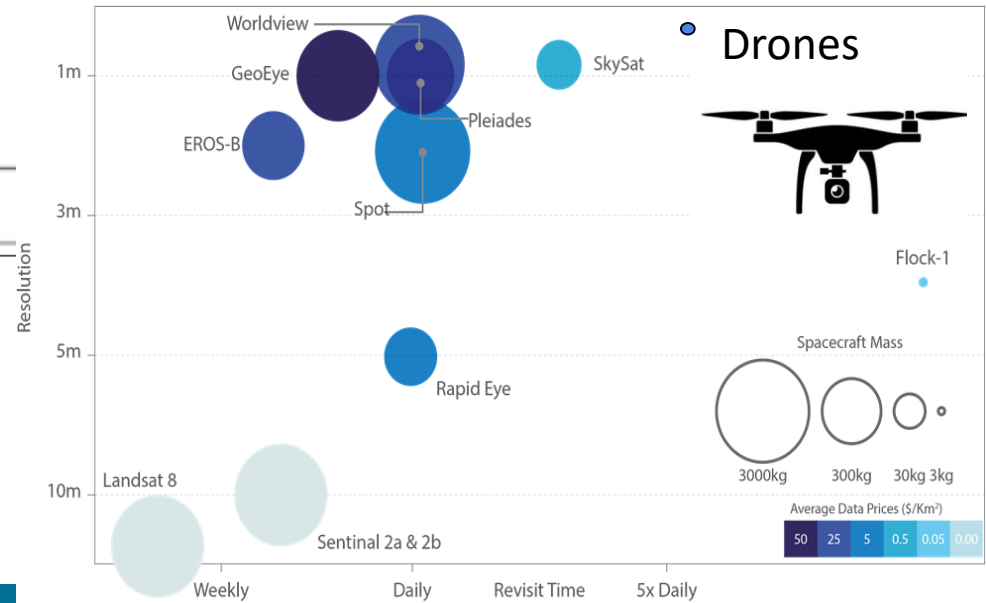 Worldview
Drones
GeoEye
SkySat
1m
Pleiades
EROS-B
Spot
3m
Flock-1
Resolution
Spacecraft Mass
5m
Rapid Eye
3000kg 300kg 30kg 3kg
Landsat 8
10m
Average Data Prices ($/Km²)
50 25 5 0.5 0.05 0.00
Sentinal 2a & 2b
Weekly Daily Revisit Time 5x Daily